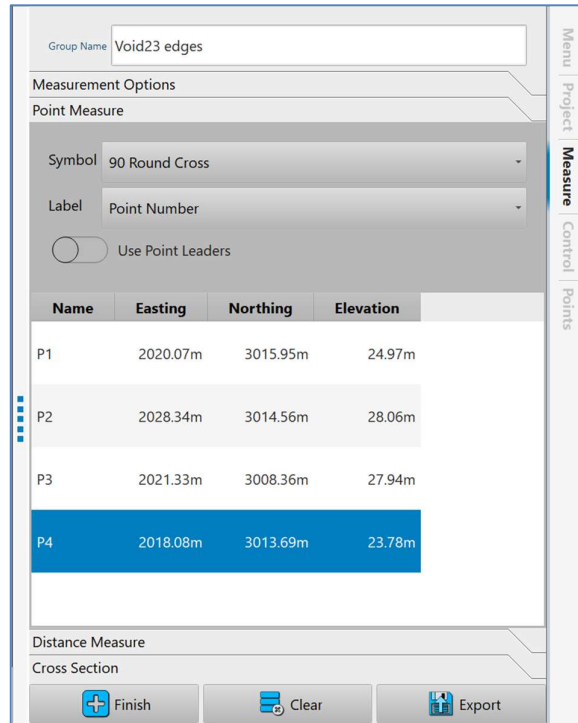 Group Name Void23 edges
Measurement Options
Point Measure
Symbol 90 Round Cross
Label Point Number
Use Point Leaders
Name Easting Northing Elevation
P1 2020.07m 3015.95m 24.97m
P2 2028.34m 3014.56m 28.06m
P3 2021.33m 3008.36m 27.94m
P4 2018.08m 3013.69m 23.78m
Distance Measure
Cross Section
Finish Clear Export
Menu
Project
Measure
Control
Points